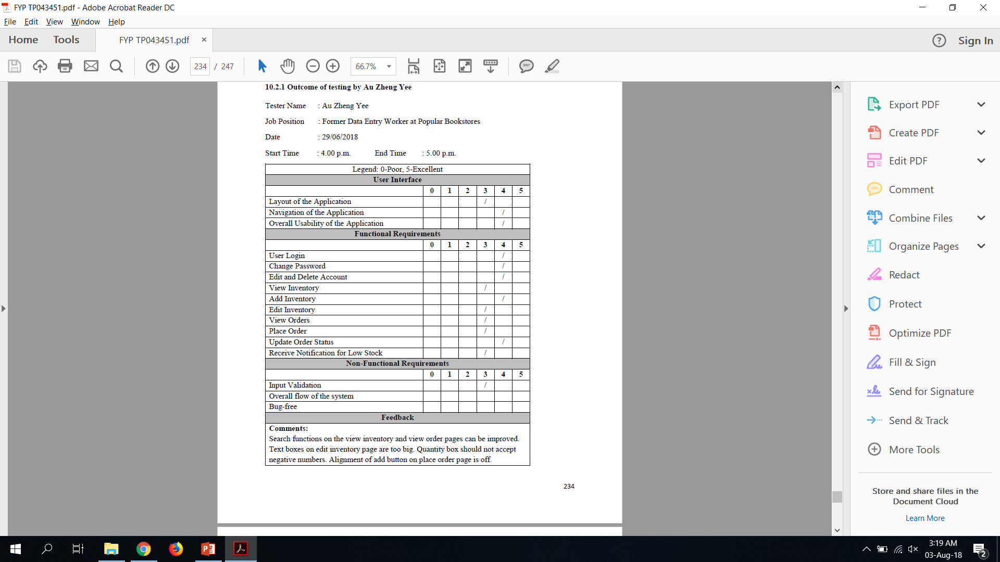 FYP TP043451.pdf - Adobe Acrobat Reader DC
File Edit View Window Help
Home Tools FYP TP043451.pdf × Sign In
234 / 247 66.7%
10.2.1 Outcome of testing by Au Zheng Yee
Tester Name : Au Zheng Yee
Job Position : Former Data Entry Worker at Popular Bookstores
Date : 29/06/2018
Start Time : 4.00 p.m. End Time : 5.00 p.m.
Legend: 0-Poor, 5-Excellent
User Interface
0 1 2 3 4 5
Layout of the Application /
Navigation of the Application /
Overall Usability of the Application /
Functional Requirements
0 1 2 3 4 5
User Login /
Change Password /
Edit and Delete Account /
View Inventory /
Add Inventory /
Edit Inventory /
View Orders /
Place Order /
Update Order Status /
Receive Notification for Low Stock /
Non-Functional Requirements
0 1 2 3 4 5
Input Validation /
Overall flow of the system
Bug-free
Feedback
Comments:
Search functions on the view inventory and view order pages can be improved.
Text boxes on edit inventory page are too big. Quantity box should not accept
negative numbers. Alignment of add button on place order page is off.
234
Export PDF
Create PDF
Edit PDF
Comment
Combine Files
Organize Pages
Redact
Protect
Optimize PDF
Fill & Sign
Send for Signature
Send & Track
More Tools
Store and share files in the
Document Cloud
Learn More
3:19 AM
03-Aug-18
2